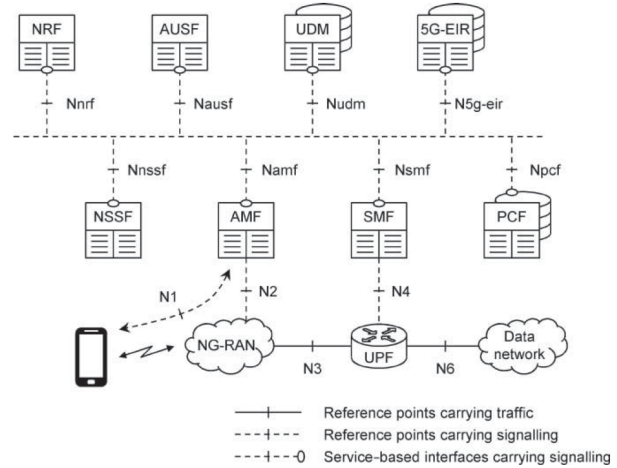 NRF
AUSF
UDM
5G-EIR
Nnrf
Nausf
Nudm
N5g-eir
Nnssf
Namf
Nsmf
Npcf
NSSF
AMF
SMF
PCF
N1
N2
N4
NG-RAN
UPF
Data
network
N3
N6
Reference points carrying traffic
Reference points carrying signalling
Service-based interfaces carrying signalling